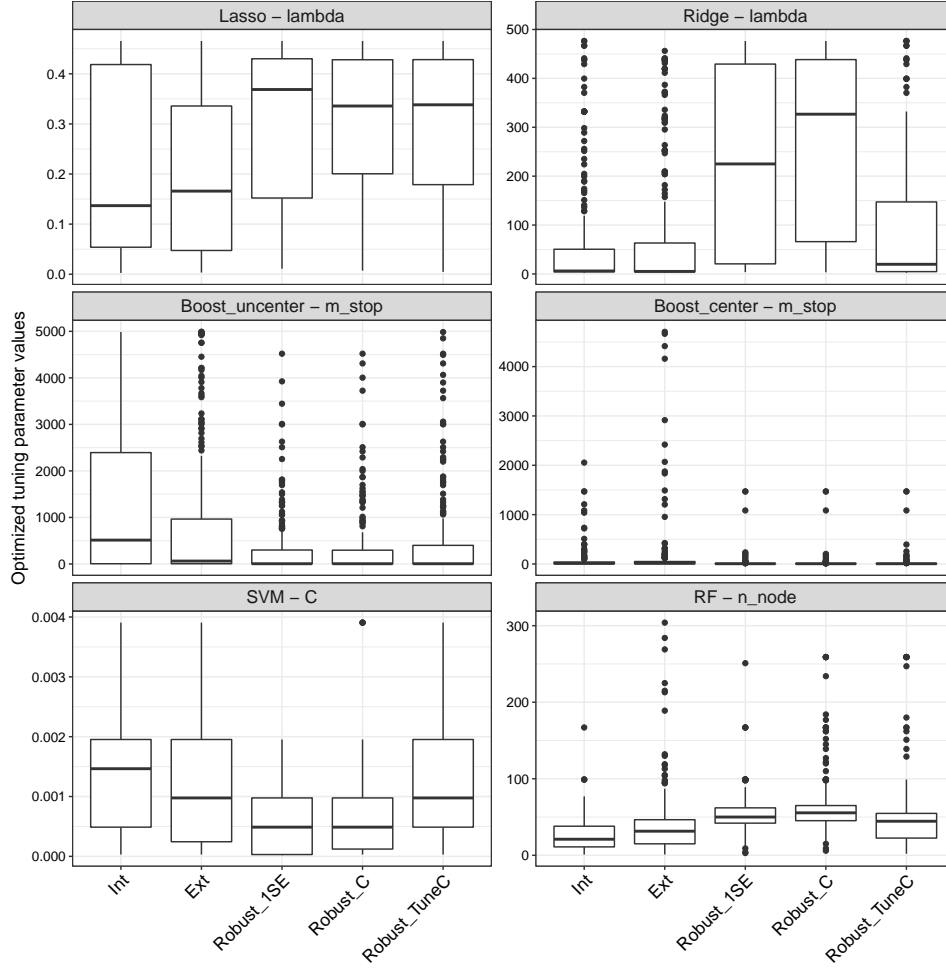 Lasso – lambda
Ridge – lambda
0.4
0.3
0.2
0.1
0.0
500
400
300
200
100
0
Optimized tuning parameter values
Boost_uncenter – m_stop
Boost_center – m_stop
5000
4000
3000
2000
1000
0
4000
3000
2000
1000
0
SVM – C
RF – n_node
0.004
0.003
0.002
0.001
0.000
300
200
100
0
Int
Ext
Robust_1SE
Robust_C
Robust_TuneC
Int
Ext
Robust_1SE
Robust_C
Robust_TuneC